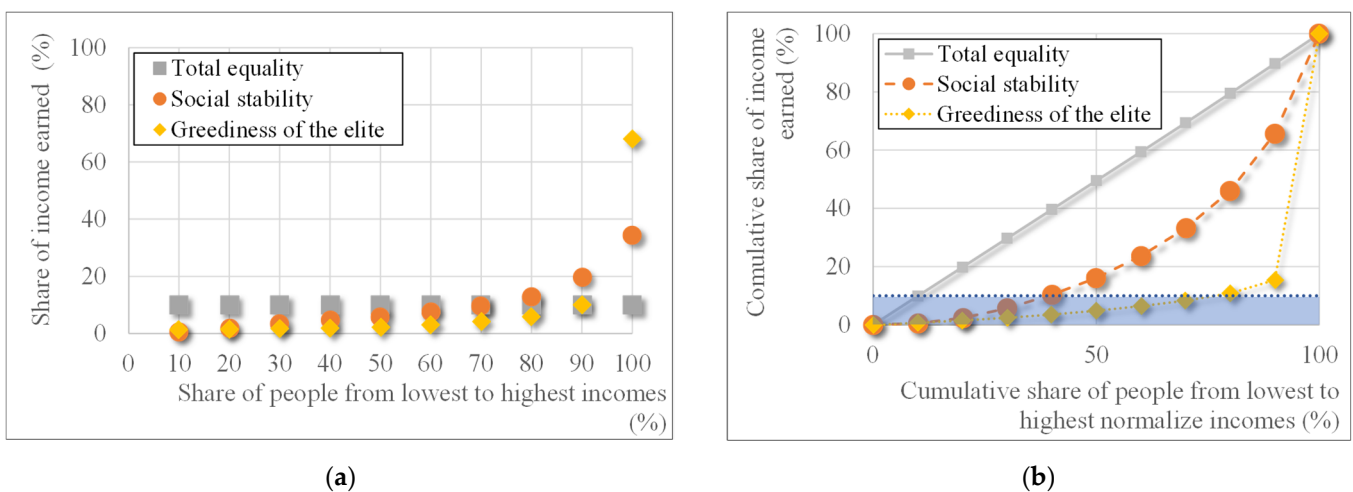 Share of income earned (%)
100
80
60
40
20
0
Total equality
Social stability
Greediness of the elite
0 10 20 30 40 50 60 70 80 90 100
Share of people from lowest to highest incomes
(%)
(a)
Comulative share of income
earned (%)
100
80
60
40
20
0
Total equality
Social stability
Greediness of the elite
0 50 100
Cumulative share of people from lowest to
highest normalize incomes (%)
(b)